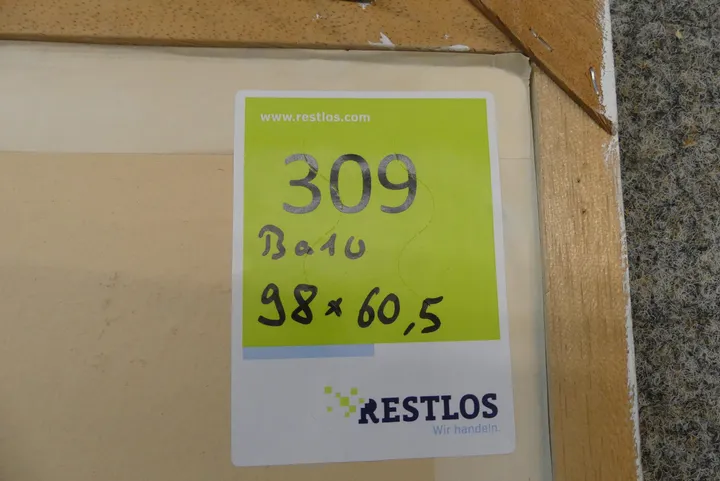 www.restlos.com
309
Ba10
98 x 60,5
RESTLOS
Wir handeln.